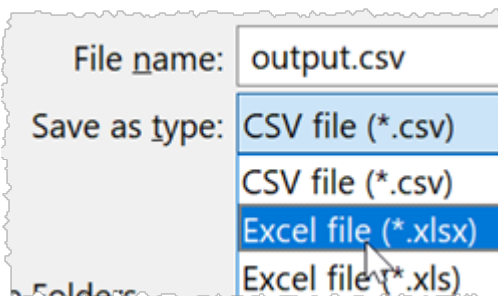 File name: output.csv
Save as type: CSV file (*.csv)
CSV file (*.csv)
Excel file (*.xlsx)
Excel file (*.xls)
Folders